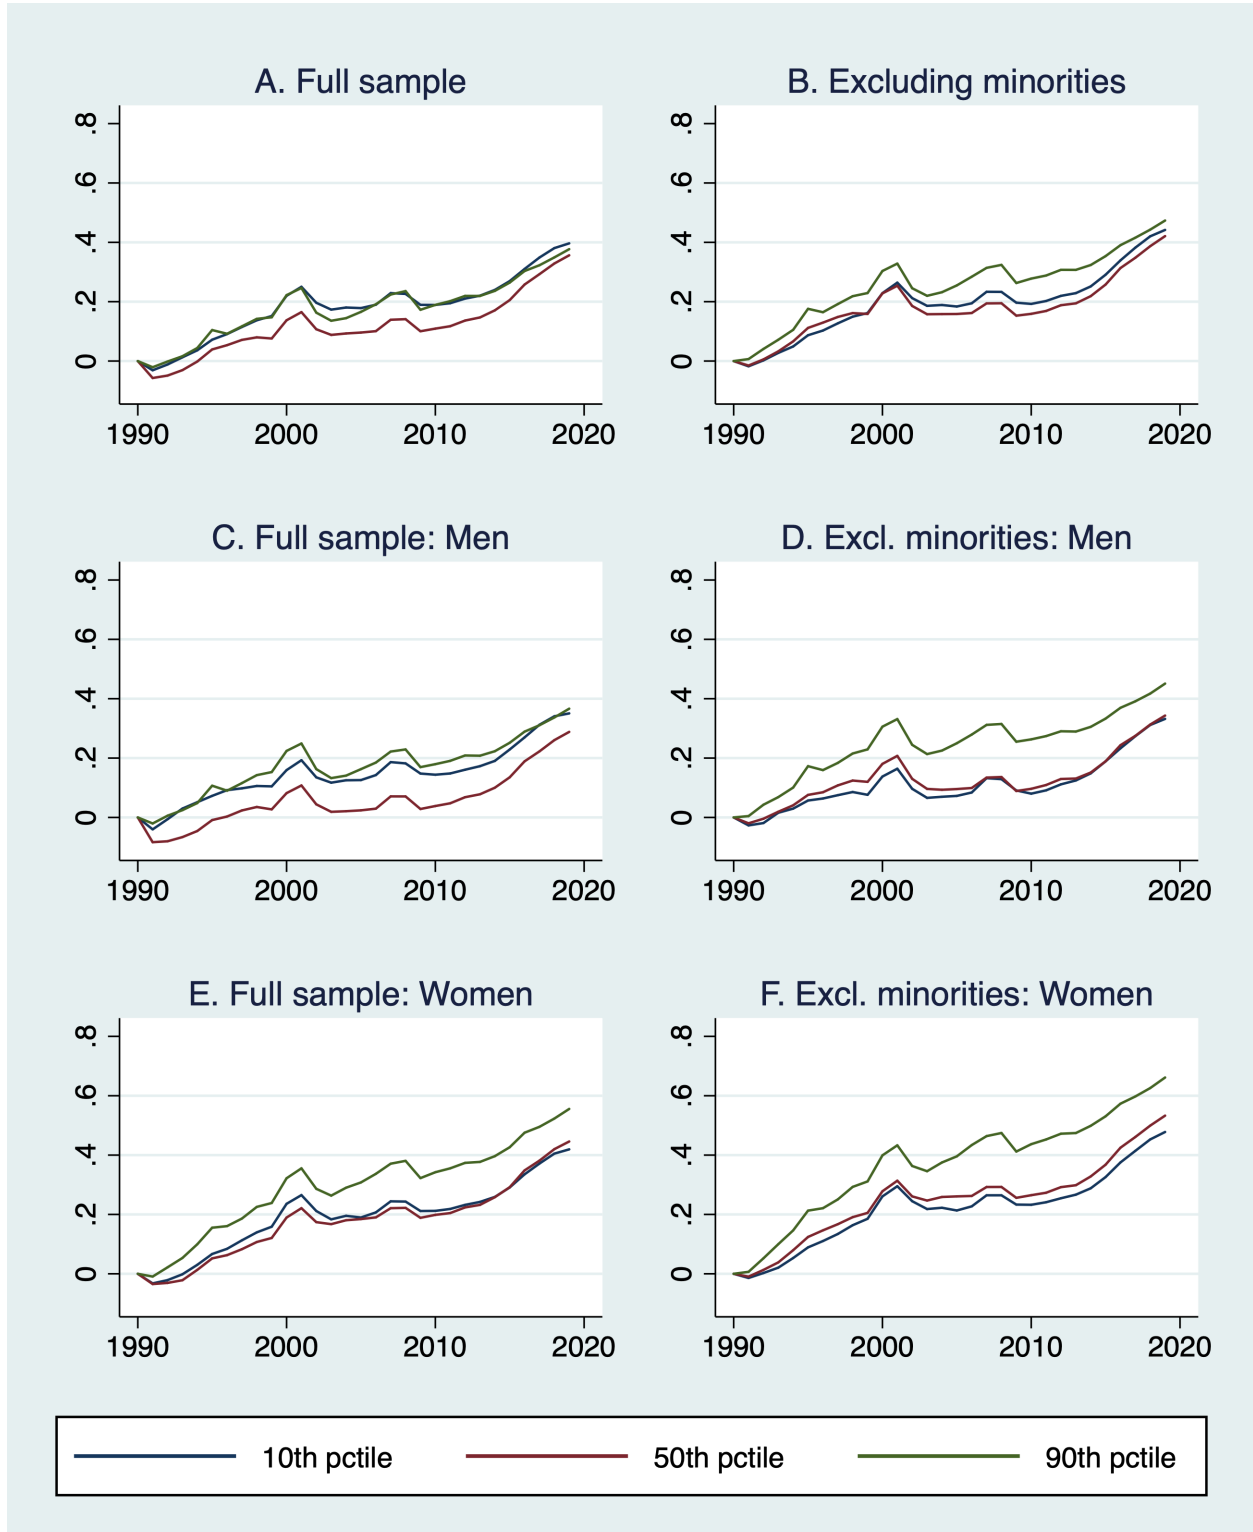 A. Full sample
B. Excluding minorities
.8
.6
.4
.2
0
1990 2000 2010 2020
.8
.6
.4
.2
0
1990 2000 2010 2020
C. Full sample: Men
D. Excl. minorities: Men
.8
.6
.4
.2
0
1990 2000 2010 2020
.8
.6
.4
.2
0
1990 2000 2010 2020
E. Full sample: Women
F. Excl. minorities: Women
.8
.6
.4
.2
0
1990 2000 2010 2020
.8
.6
.4
.2
0
1990 2000 2010 2020
10th pctile 50th pctile 90th pctile